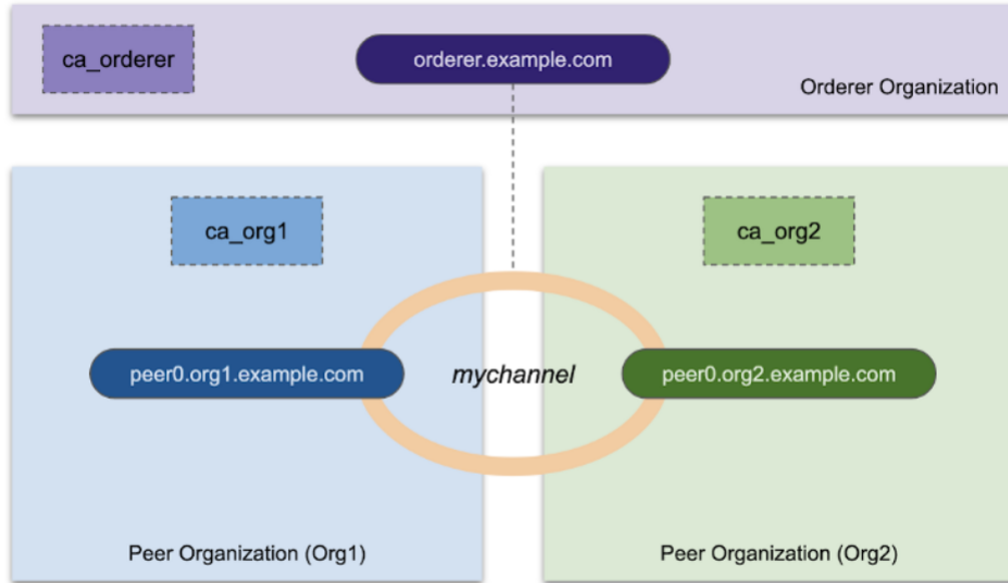 ca_orderer
orderer.example.com
Orderer Organization
ca_org1
ca_org2
peer0.org1.example.com
mychannel
peer0.org2.example.com
Peer Organization (Org1)
Peer Organization (Org2)